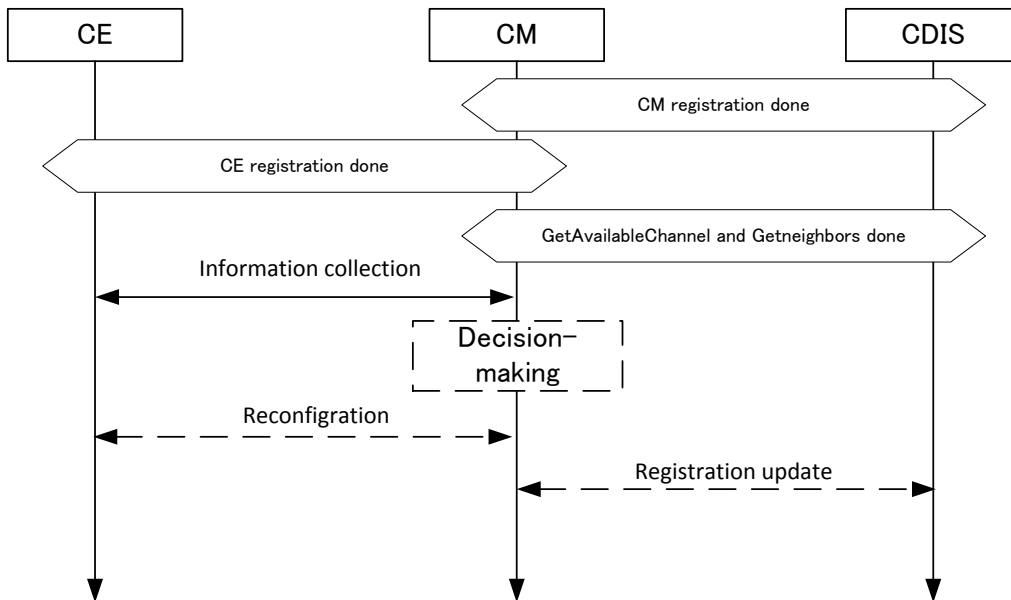 CE
CM
CDIS
CM registration done
CE registration done
GetAvailableChannel and Getneighbors done
Information collection
Decision-
making
Reconfigration
Registration update